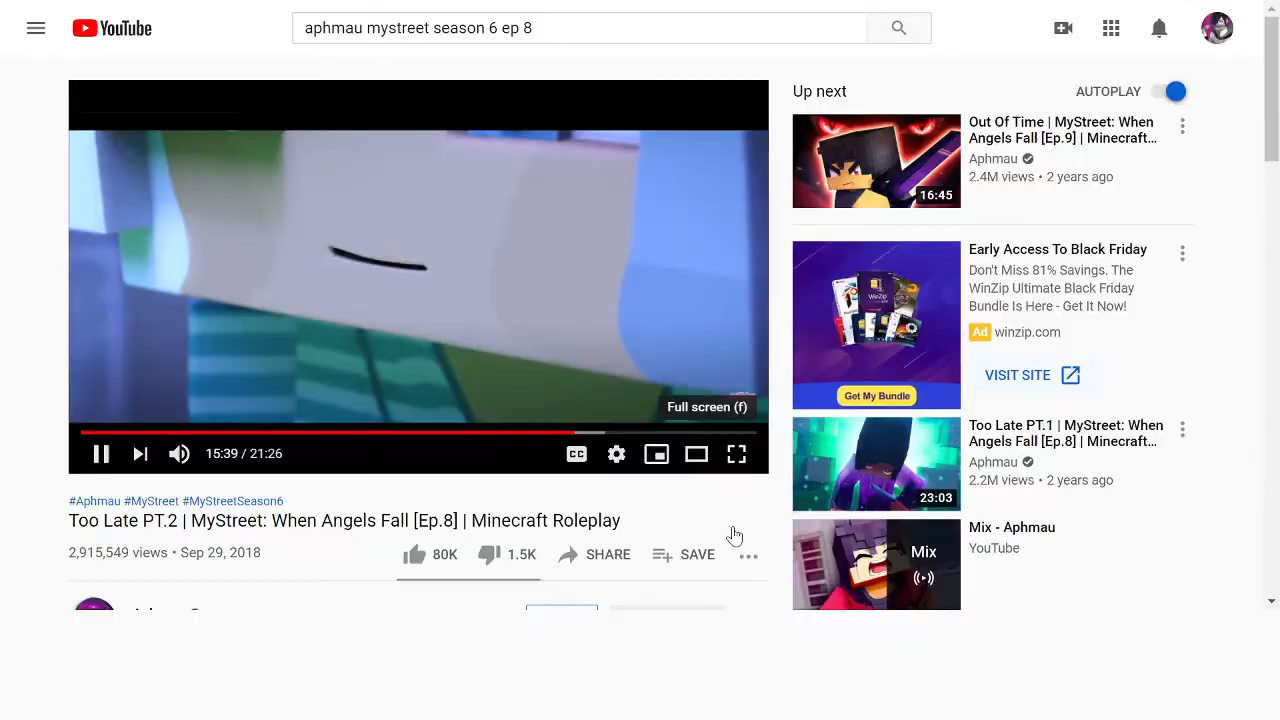 YouTube
aphmau mystreet season 6 ep 8
Full screen (f)
CC
15:39 / 21:26
#Aphmau #MyStreet #MyStreetSeason6
Too Late PT.2 | MyStreet: When Angels Fall [Ep.8] | Minecraft Roleplay
2,915,549 views • Sep 29, 2018
80K
1.5K
SHARE
SAVE
Up next
AUTOPLAY
16:45
Out Of Time | MyStreet: When
Angels Fall [Ep.9] | Minecraft...
Aphmau
2.4M views • 2 years ago
WinZip
Get My Bundle
Early Access To Black Friday
Don't Miss 81% Savings. The
WinZip Ultimate Black Friday
Bundle Is Here - Get It Now!
Ad winzip.com
VISIT SITE
23:03
Too Late PT.1 | MyStreet: When
Angels Fall [Ep.8] | Minecraft...
Aphmau
2.2M views • 2 years ago
Mix
Mix - Aphmau
YouTube